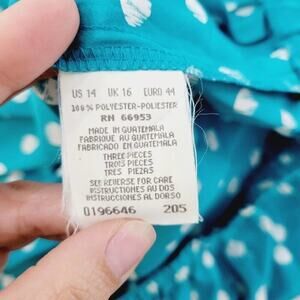 US 14 UK 16 EURO 44
100% POLYESTER-POLIESTER
RN 66953
MADE IN GUATEMALA
FABRIQUE AU GUATEMALA
FABRICADO EN GUATEMALA
THREE PIECES
TROIS PIECES
TRES PIEZAS
SEE REVERSE FOR CARE
INSTRUCTIONS AU DOS
INSTRUCCIONES AL DORSO
0196646 205